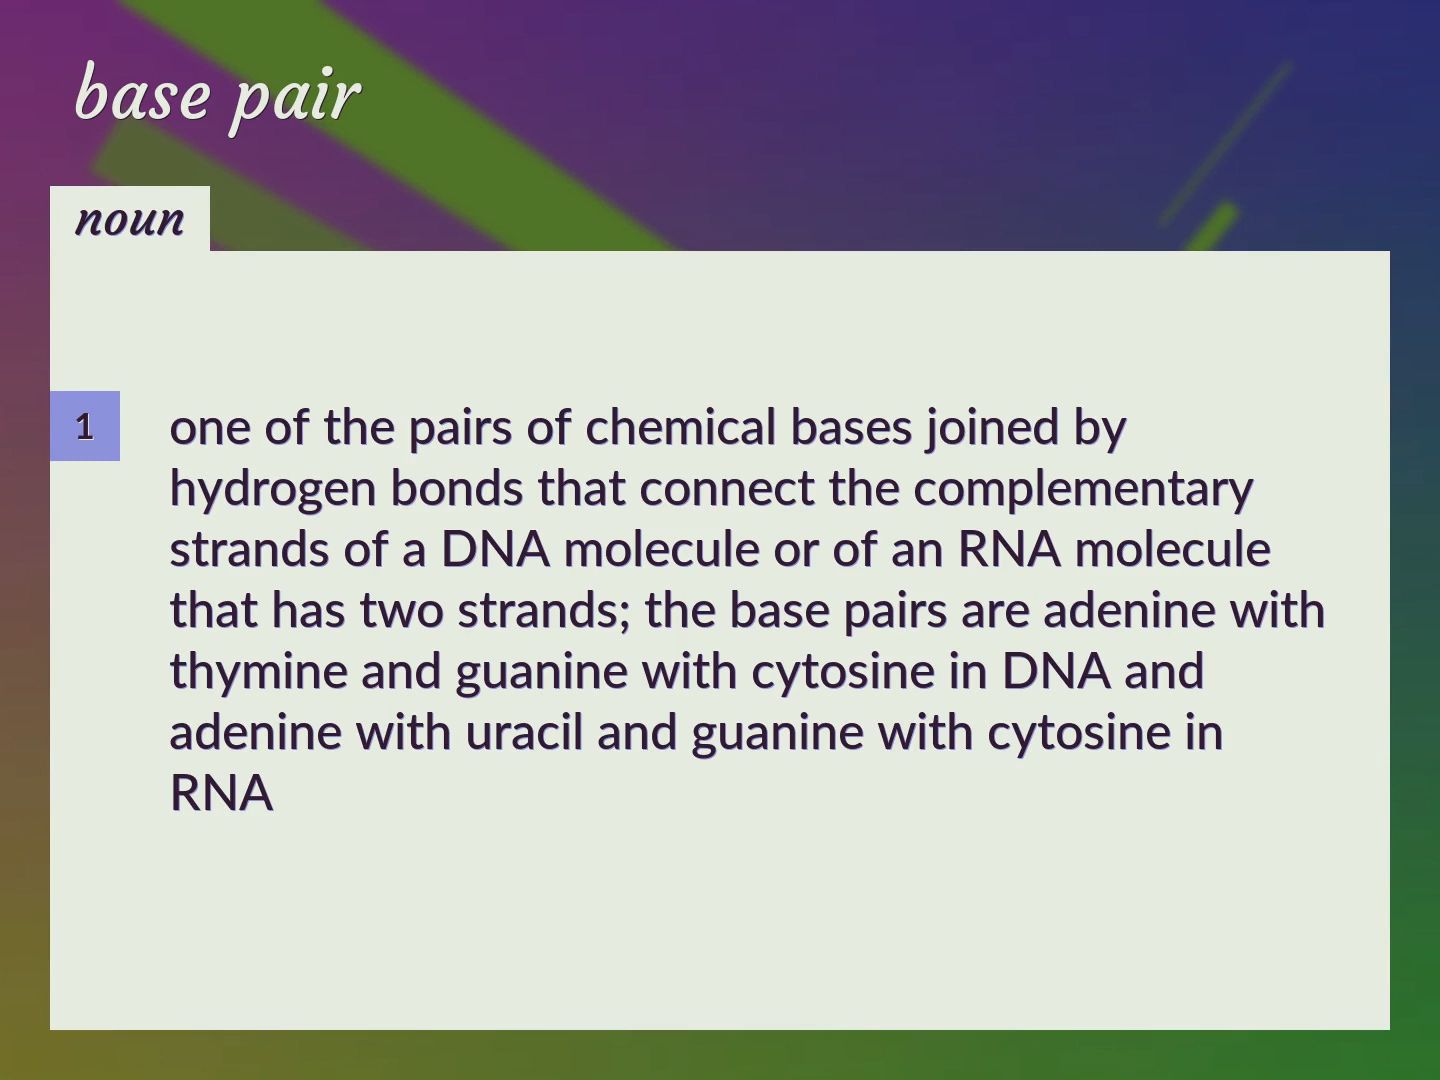 base pair
noun
1
one of the pairs of chemical bases joined by
hydrogen bonds that connect the complementary
strands of a DNA molecule or of an RNA molecule
that has two strands; the base pairs are adenine with
thymine and guanine with cytosine in DNA and
adenine with uracil and guanine with cytosine in
RNA